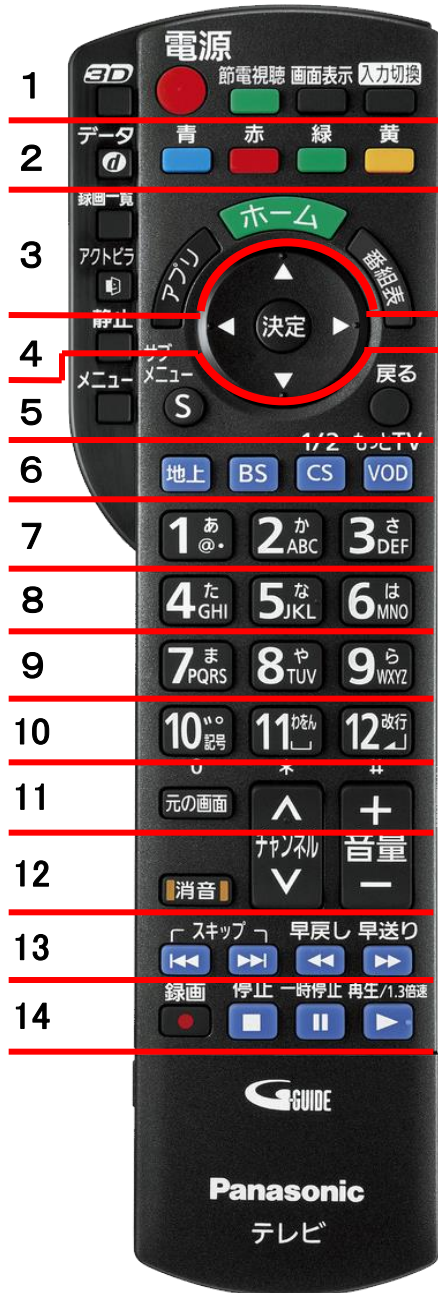 電源
3D 節電視聴 画面表示 入力切換
1
データ 青 赤 緑 黄
2 d
録画一覧 ホーム
アプリ 番組表
3 アクトビラ
決定
静止
4 サブ
メニュー メニュー 戻る
5 S
1/2 もっとTV
6 地上 BS CS VOD
7 1 あ @. 2 か ABC 3 さ DEF
8 4 た GHI 5 な JKL 6 は MNO
9 7 ま PQRS 8 や TUV 9 ら WXYZ
10 10 ゛゜ 記号 11 わをん 12 改行
0 * #
11 元の画面 +
チャンネル 音量
12 消音 −
スキップ 早戻し 早送り
13
録画 停止 一時停止 再生/1.3倍速
14
G-GUIDE
Panasonic
テレビ